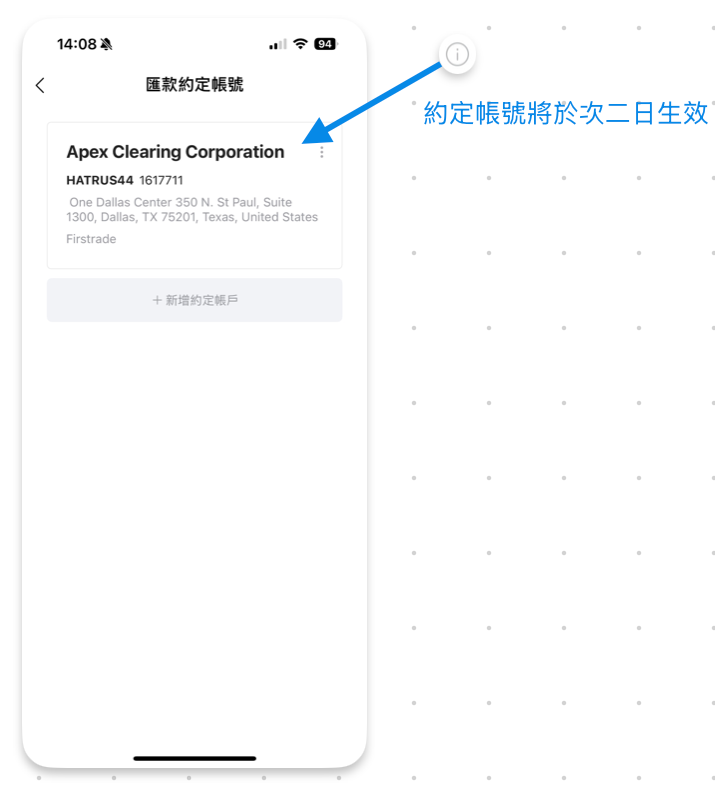 14:08
94
匯款約定帳號
約定帳號將於次二日生效
Apex Clearing Corporation
HATRUS44 1617711
One Dallas Center 350 N. St Paul, Suite
1300, Dallas, TX 75201, Texas, United States
Firstrade
+ 新增約定帳戶